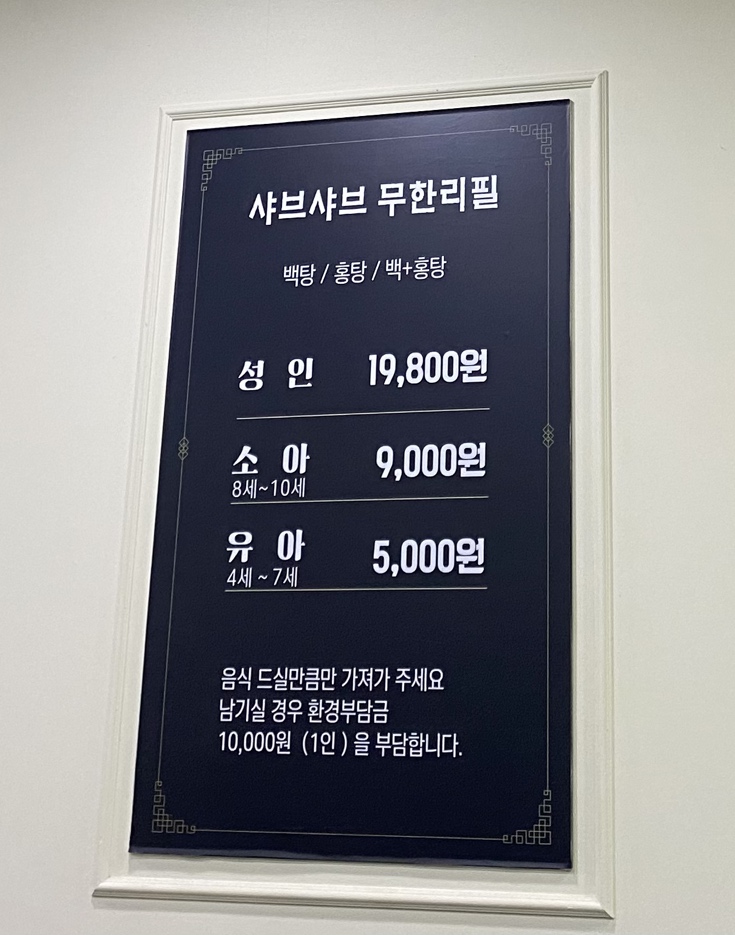 샤브샤브 무한리필
백탕 / 홍탕 / 백+홍탕
성 인 19,800원
소 아 9,000원
8세~10세
유 아 5,000원
4세 ~ 7세
음식 드실만큼만 가져가 주세요
남기실 경우 환경부담금
10,000원 (1인 ) 을 부담합니다.